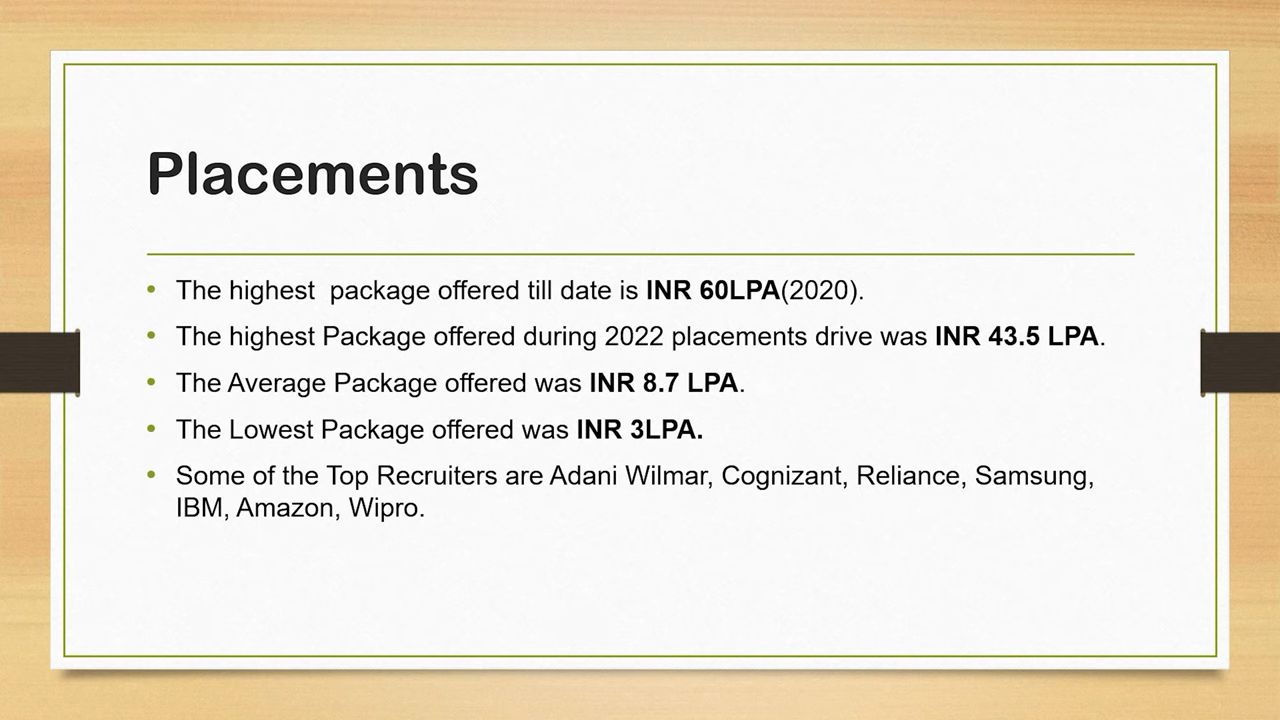 Placements
• The highest  package offered till date is INR 60LPA(2020).
• The highest Package offered during 2022 placements drive was INR 43.5 LPA.
• The Average Package offered was INR 8.7 LPA.
• The Lowest Package offered was INR 3LPA.
• Some of the Top Recruiters are Adani Wilmar, Cognizant, Reliance, Samsung,
IBM, Amazon, Wipro.